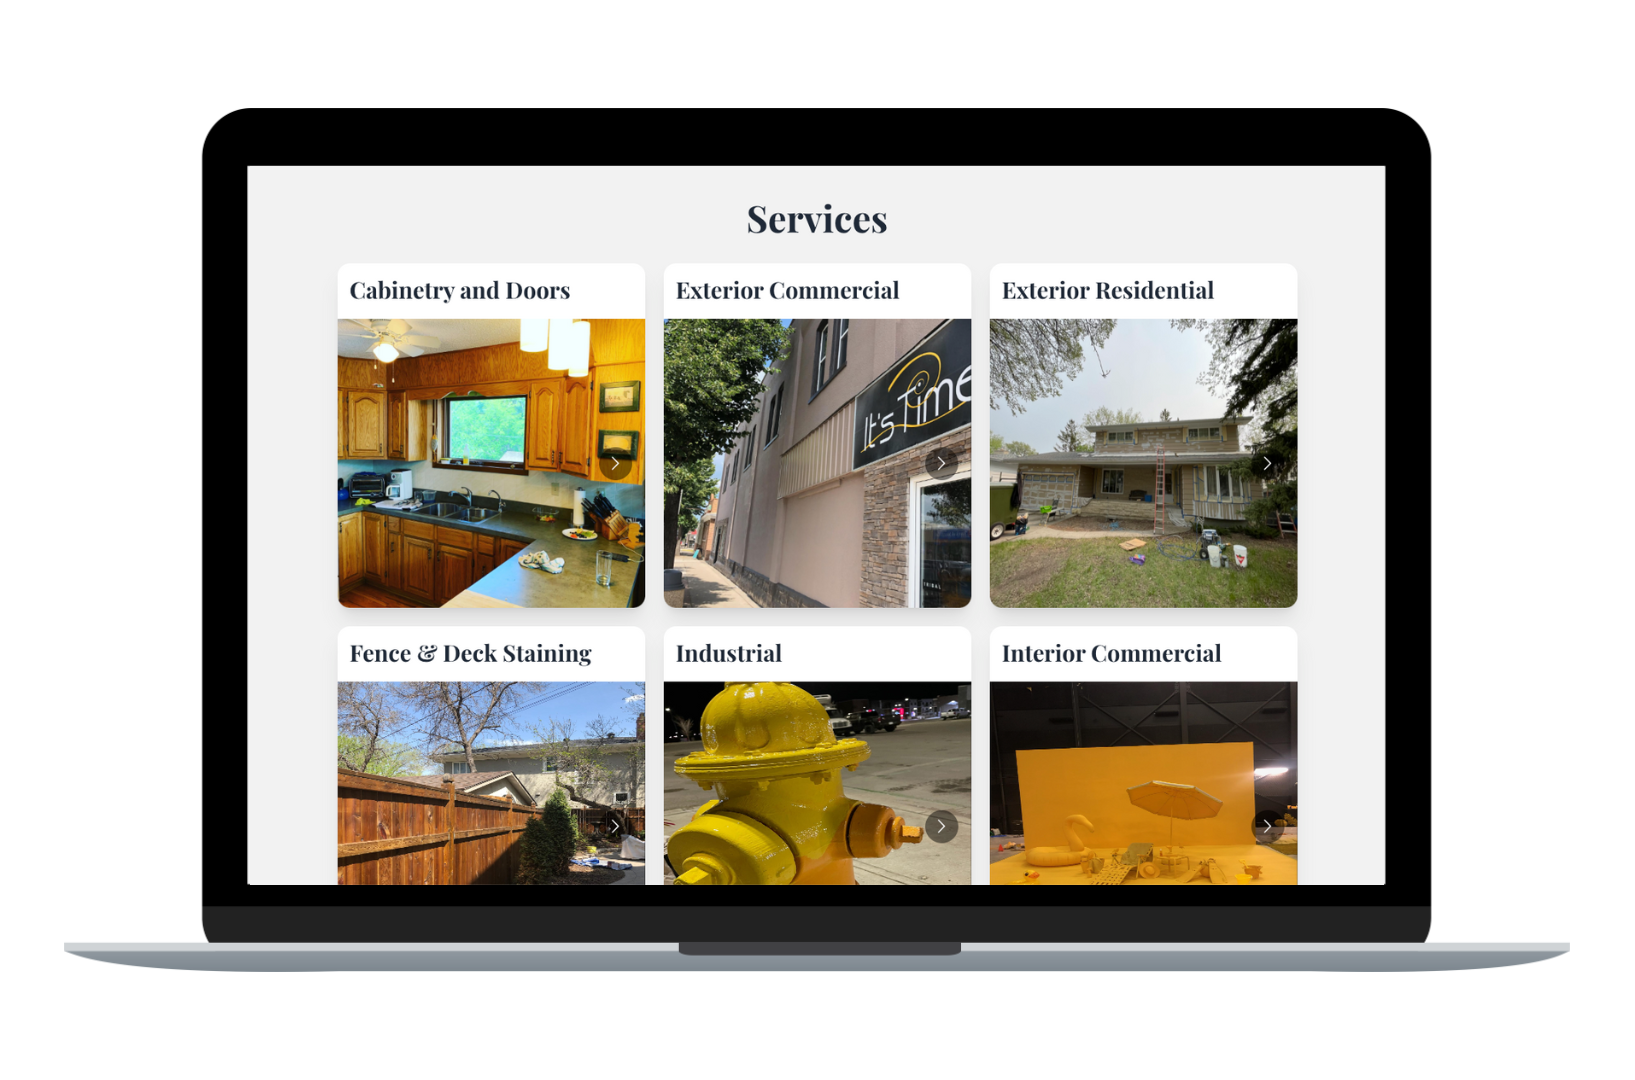 Services
Cabinetry and Doors
Exterior Commercial
Exterior Residential
It's Time
Fence & Deck Staining
Industrial
Interior Commercial